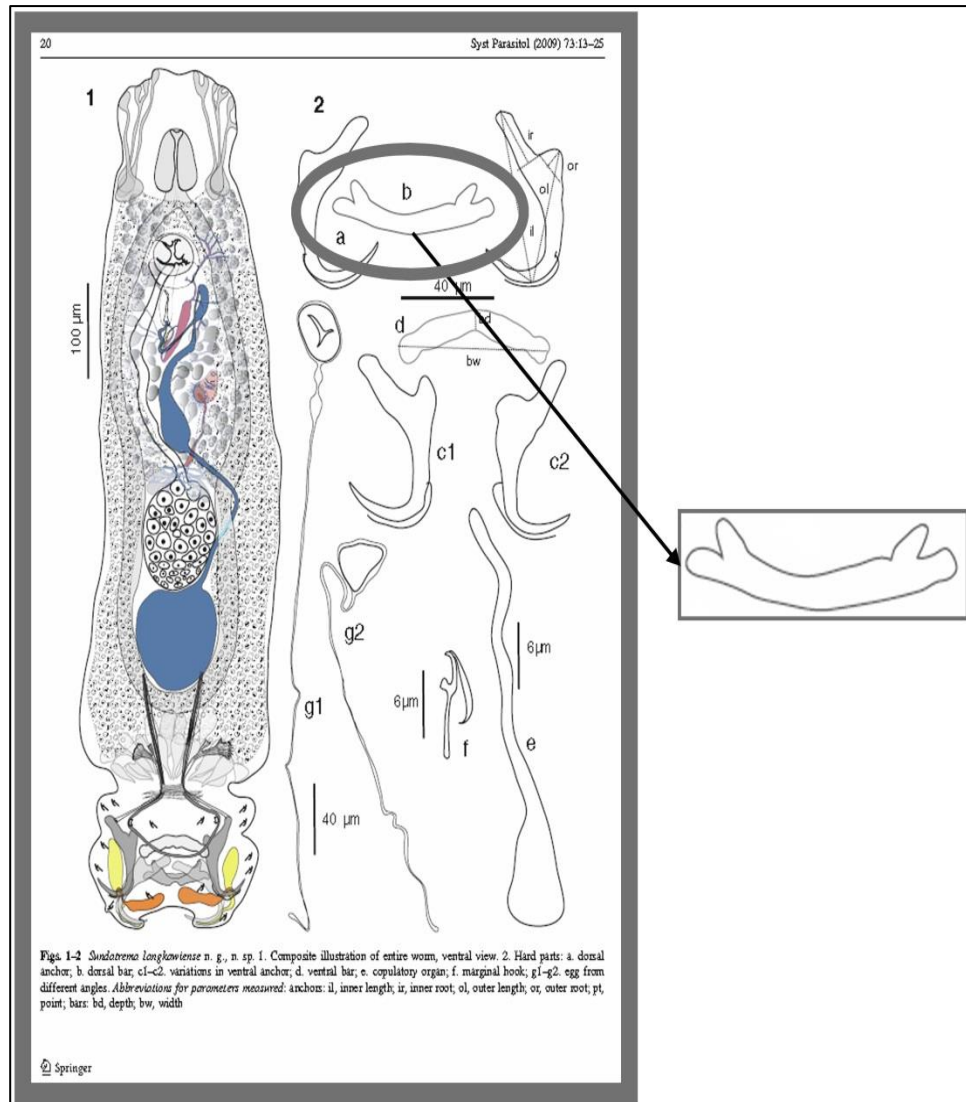 20
Syst Parasitol (2009) 73:13–25
1
2
ir
or
b
ol
a
il
40 µm
100 µm
d
bd
bw
c1
c2
g2
6µm
6µm
g1
f
e
40 µm
Figs. 1–2 Sundatrema langkawiense n. g., n. sp. 1. Composite illustration of entire worm, ventral view. 2. Hard parts: a. dorsal
anchor; b. dorsal bar; c1–c2. variations in ventral anchor; d. ventral bar; e. copulatory organ; f. marginal hook; g1–g2. egg from
different angles. Abbreviations for parameters measured: anchors: il, inner length; ir, inner root; ol, outer length; or, outer root; pt,
point; bars: bd, depth; bw, width
Springer